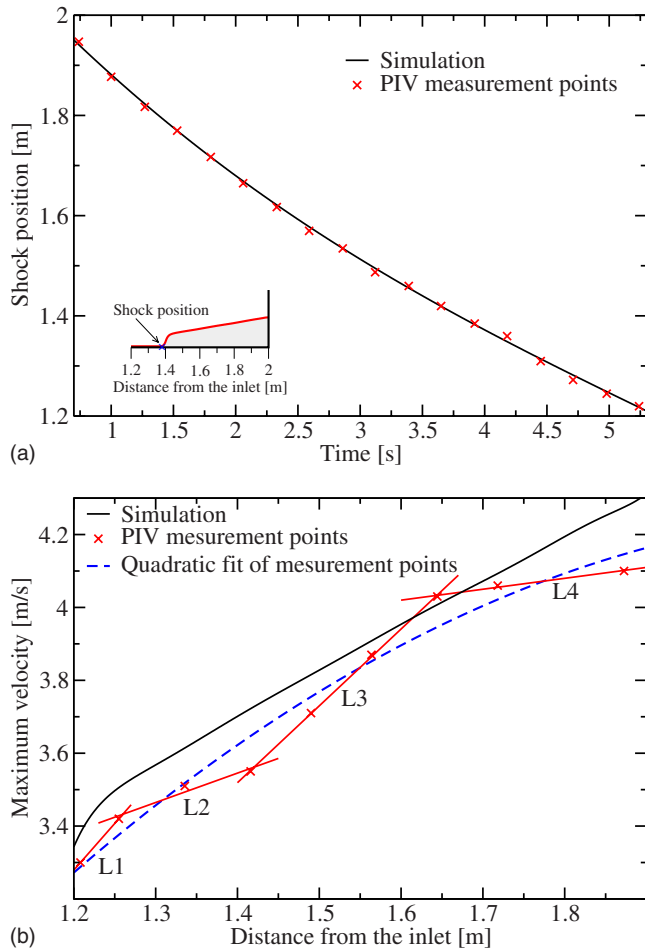 2
1.8
1.6
1.4
1.2
Shock position [m]
Simulation
PIV measurement points
Shock position
1.2 1.4 1.6 1.8 2
Distance from the inlet [m]
1 1.5 2 2.5 3 3.5 4 4.5 5
Time [s]
(a)
4.2
4
3.8
3.6
3.4
Maximum velocity [m/s]
Simulation
PIV mesurement points
Quadratic fit of mesurement points
L4
L3
L2
L1
1.2 1.3 1.4 1.5 1.6 1.7 1.8
Distance from the inlet [m]
(b)